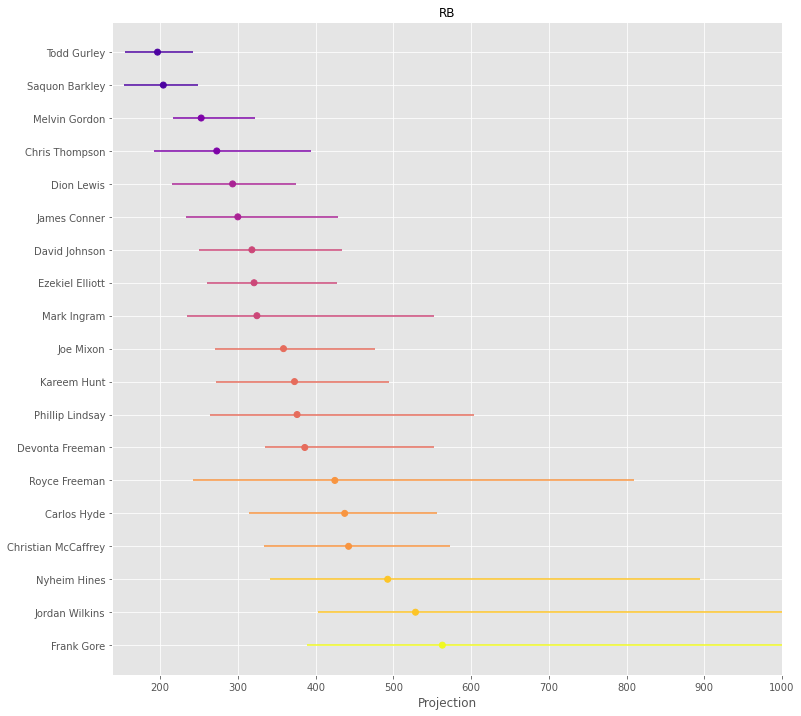 RB
Todd Gurley
Saquon Barkley
Melvin Gordon
Chris Thompson
Dion Lewis
James Conner
David Johnson
Ezekiel Elliott
Mark Ingram
Joe Mixon
Kareem Hunt
Phillip Lindsay
Devonta Freeman
Royce Freeman
Carlos Hyde
Christian McCaffrey
Nyheim Hines
Jordan Wilkins
Frank Gore
200 300 400 500 600 700 800 900 1000
Projection